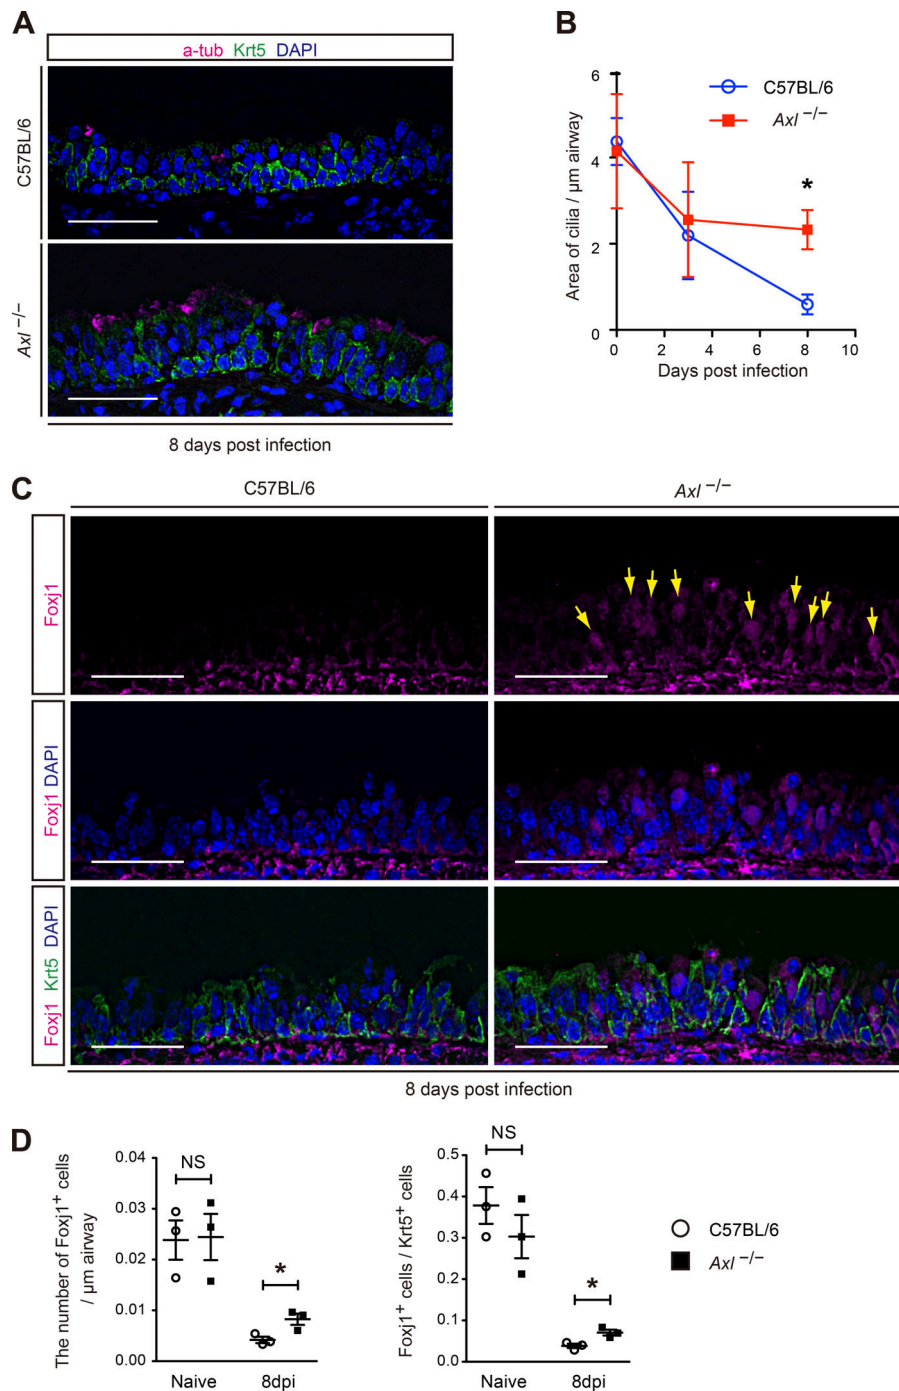 A
a-tub Krt5 DAPI
C57BL/6
Axl −/−
8 days post infection
B
Area of cilia / µm airway
6
4
2
0
0
2
4
6
8
10
Days post infection
C57BL/6
Axl −/−
*
C
C57BL/6
Axl −/−
Foxj1
Foxj1 DAPI
Foxj1 Krt5 DAPI
8 days post infection
D
The number of Foxj1+ cells
/ µm airway
0.04
0.03
0.02
0.01
0.00
NS
*
Naive
8dpi
Foxj1+ cells / Krt5+ cells
0.5
0.4
0.3
0.2
0.1
0.0
NS
*
Naive
8dpi
C57BL/6
Axl −/−